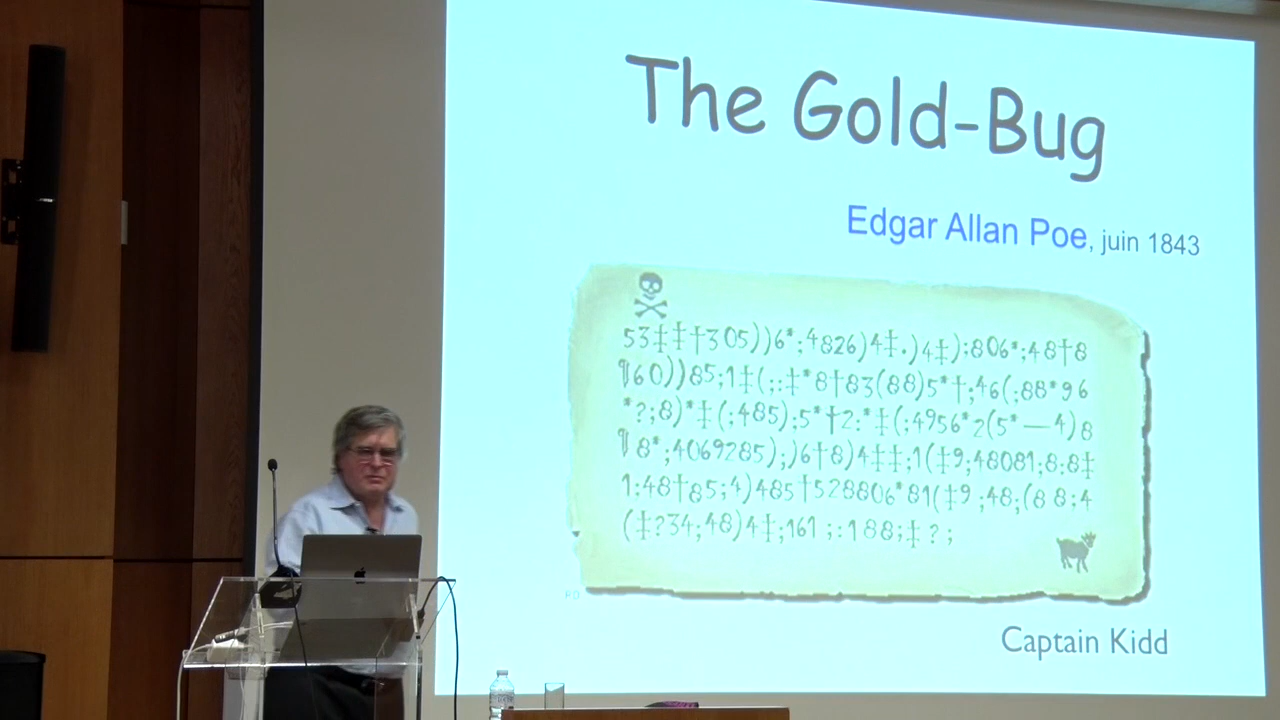 The Gold-Bug
Edgar Allan Poe, juin 1843
53‡‡†305))6*;4826)4‡.)4‡);806*;48†8
¶60))85;1‡(;:‡*8†83(88)5*†;46(;88*96
*?;8)*‡(;485);5*†2:*‡(;4956*2(5*—4)8
¶8*;4069285);)6†8)4‡‡;1(‡9;48081;8:8‡
1:48†85;4)485†528806*81(‡9;48;(88;4
(‡?34;48)4‡;161;:188;‡?;
Captain Kidd